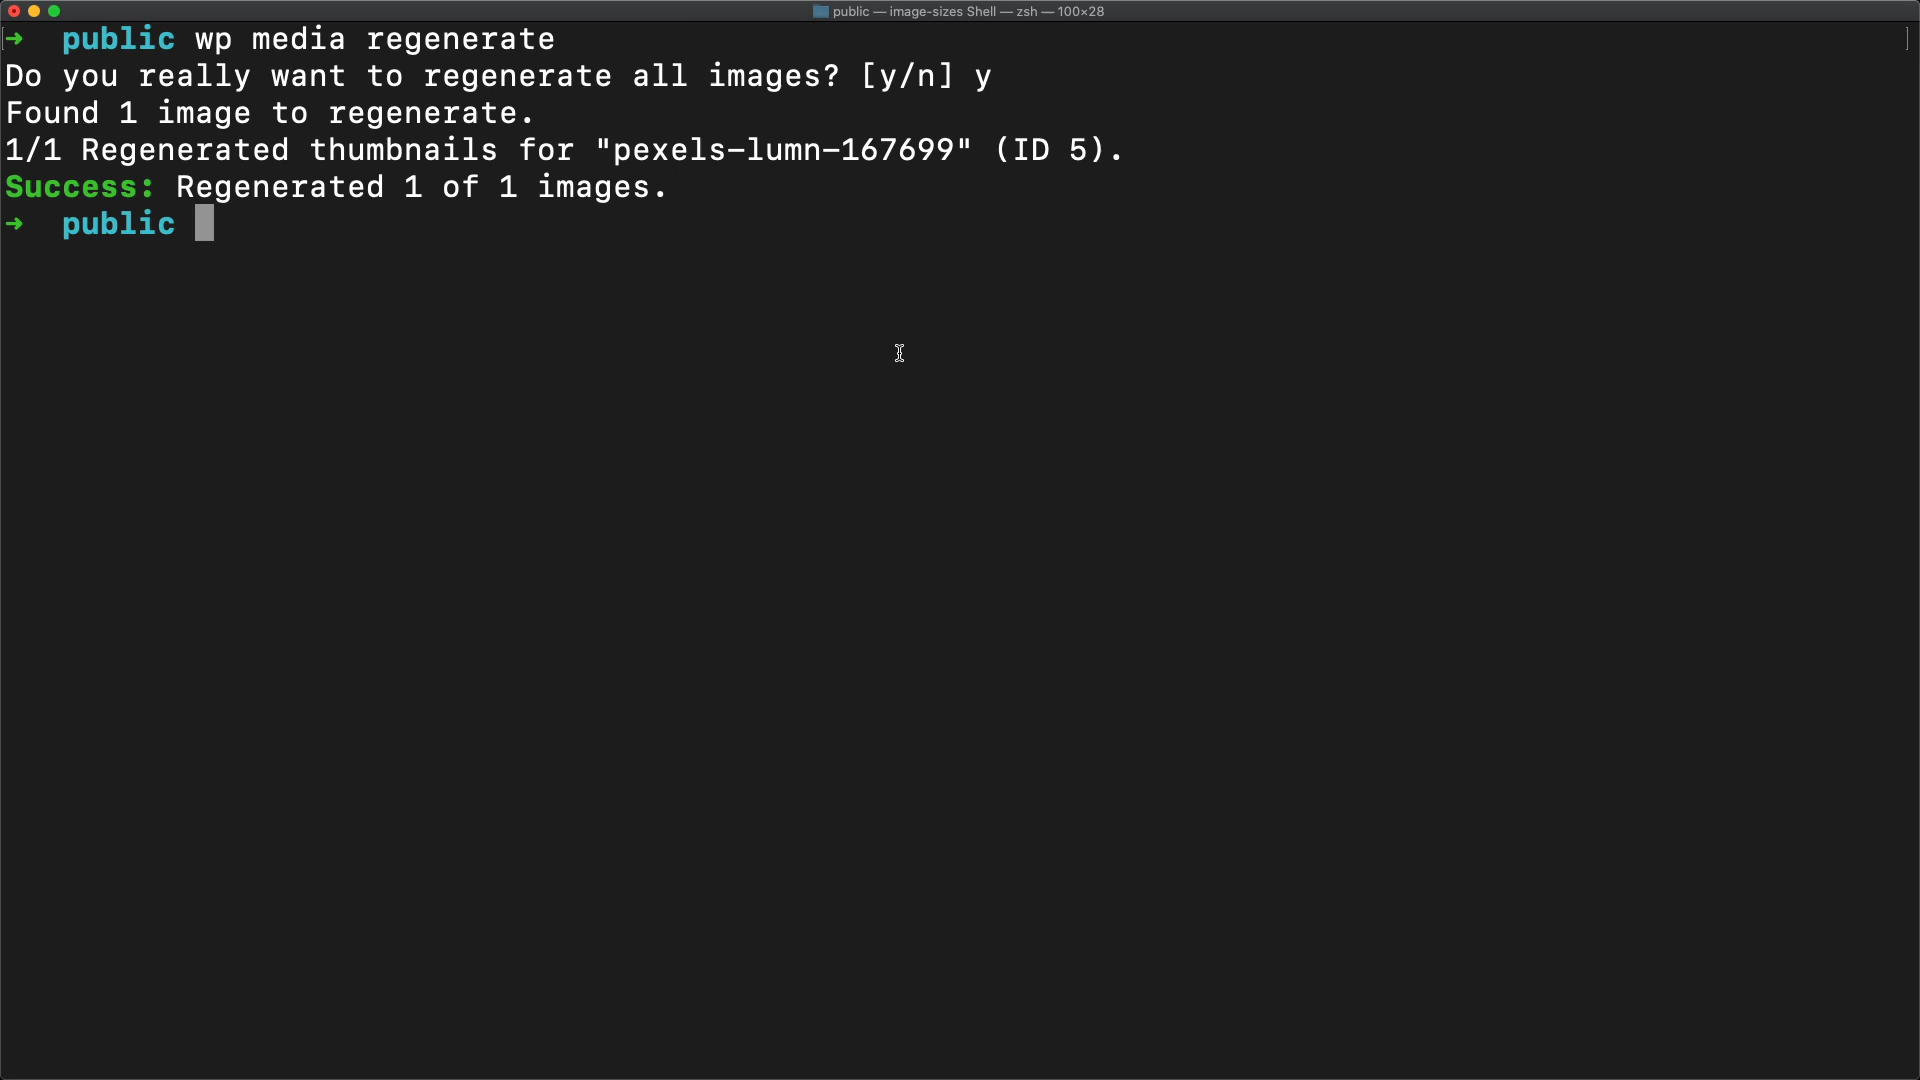 public — image-sizes Shell — zsh — 100×28
➜ public wp media regenerate
Do you really want to regenerate all images? [y/n] y
Found 1 image to regenerate.
1/1 Regenerated thumbnails for "pexels-lumn-167699" (ID 5).
Success: Regenerated 1 of 1 images.
➜ public